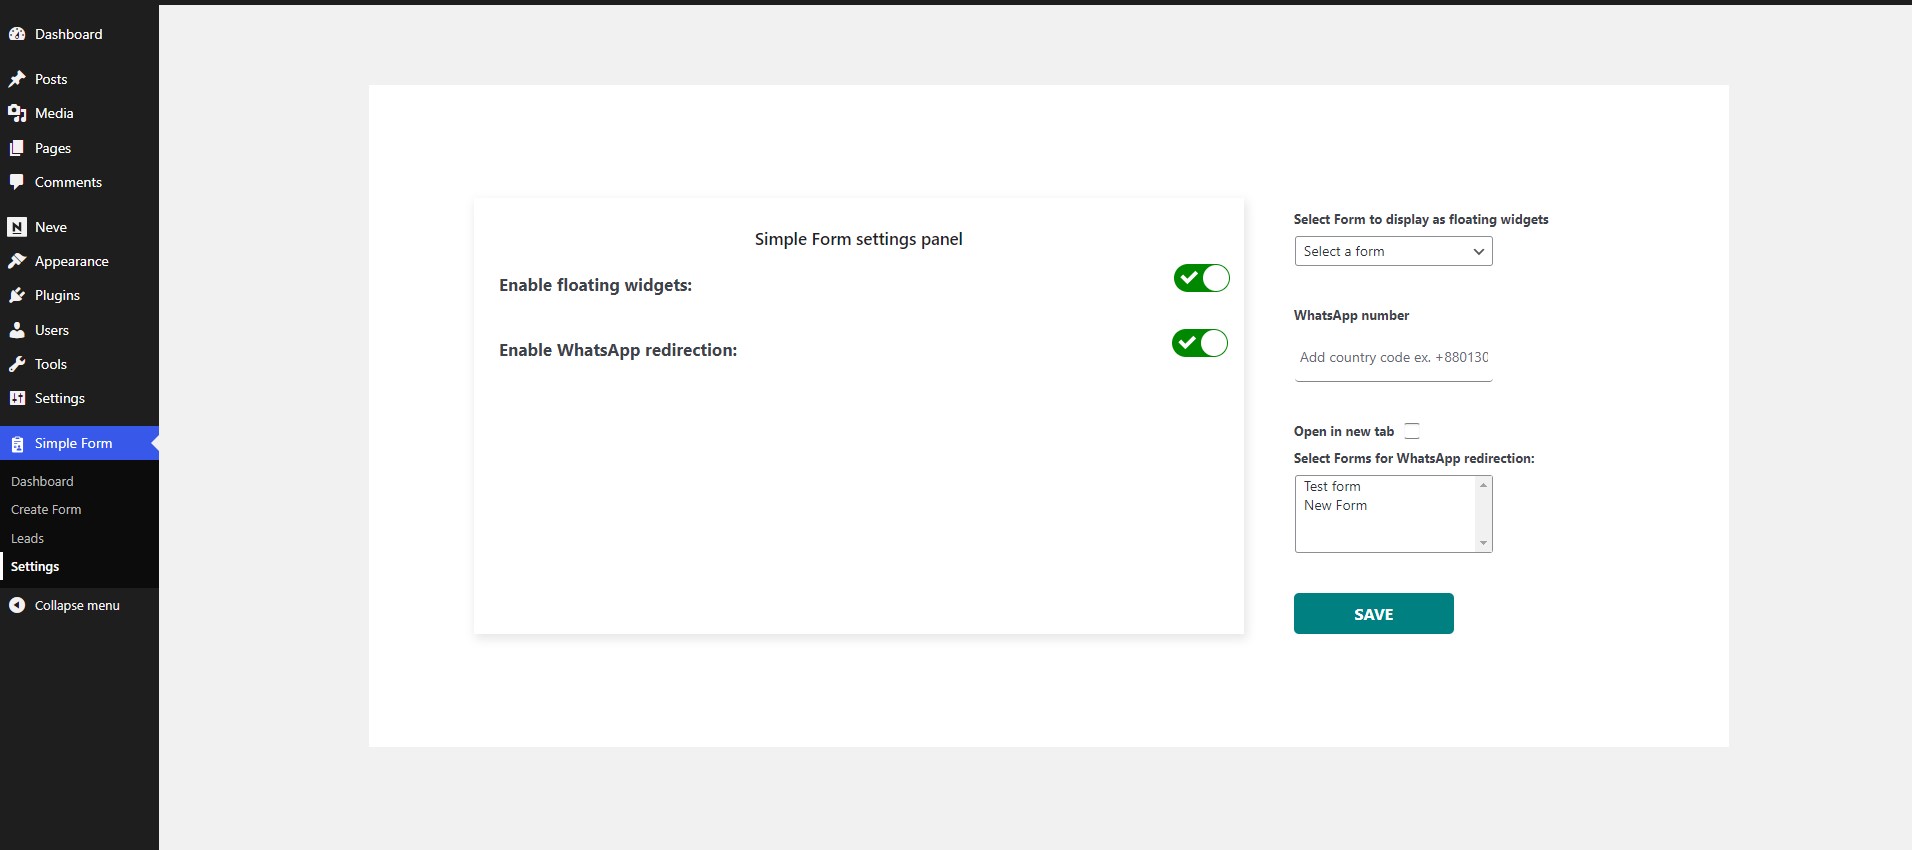 Dashboard
Posts
Media
Pages
Comments
Neve
Appearance
Plugins
Users
Tools
Settings
Simple Form
Dashboard
Create Form
Leads
Settings
Collapse menu
Simple Form settings panel
Enable floating widgets:
Enable WhatsApp redirection:
Select Form to display as floating widgets
Select a form
WhatsApp number
Add country code ex. +880130
Open in new tab
Select Forms for WhatsApp redirection:
Test form
New Form
SAVE